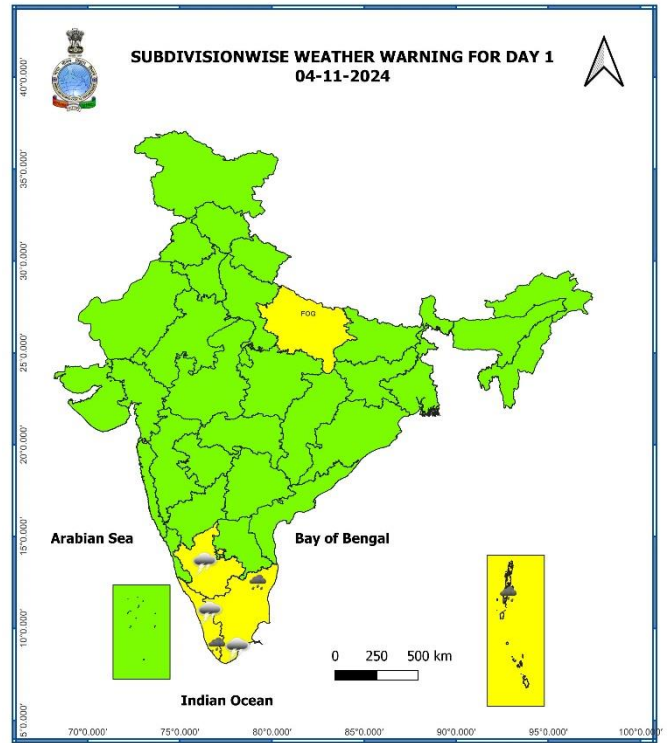 SUBDIVISIONWISE WEATHER WARNING FOR DAY 1
04-11-2024
40°0.000'
35°0.000'
30°0.000'
FOG
25°0.000'
20°0.000'
15°0.000'
Arabian Sea
Bay of Bengal
10°0.000'
0 250 500 km
Indian Ocean
5°0.000'
70°0.000' 75°0.000' 80°0.000' 85°0.000' 90°0.000' 95°0.000' 100°0.000'